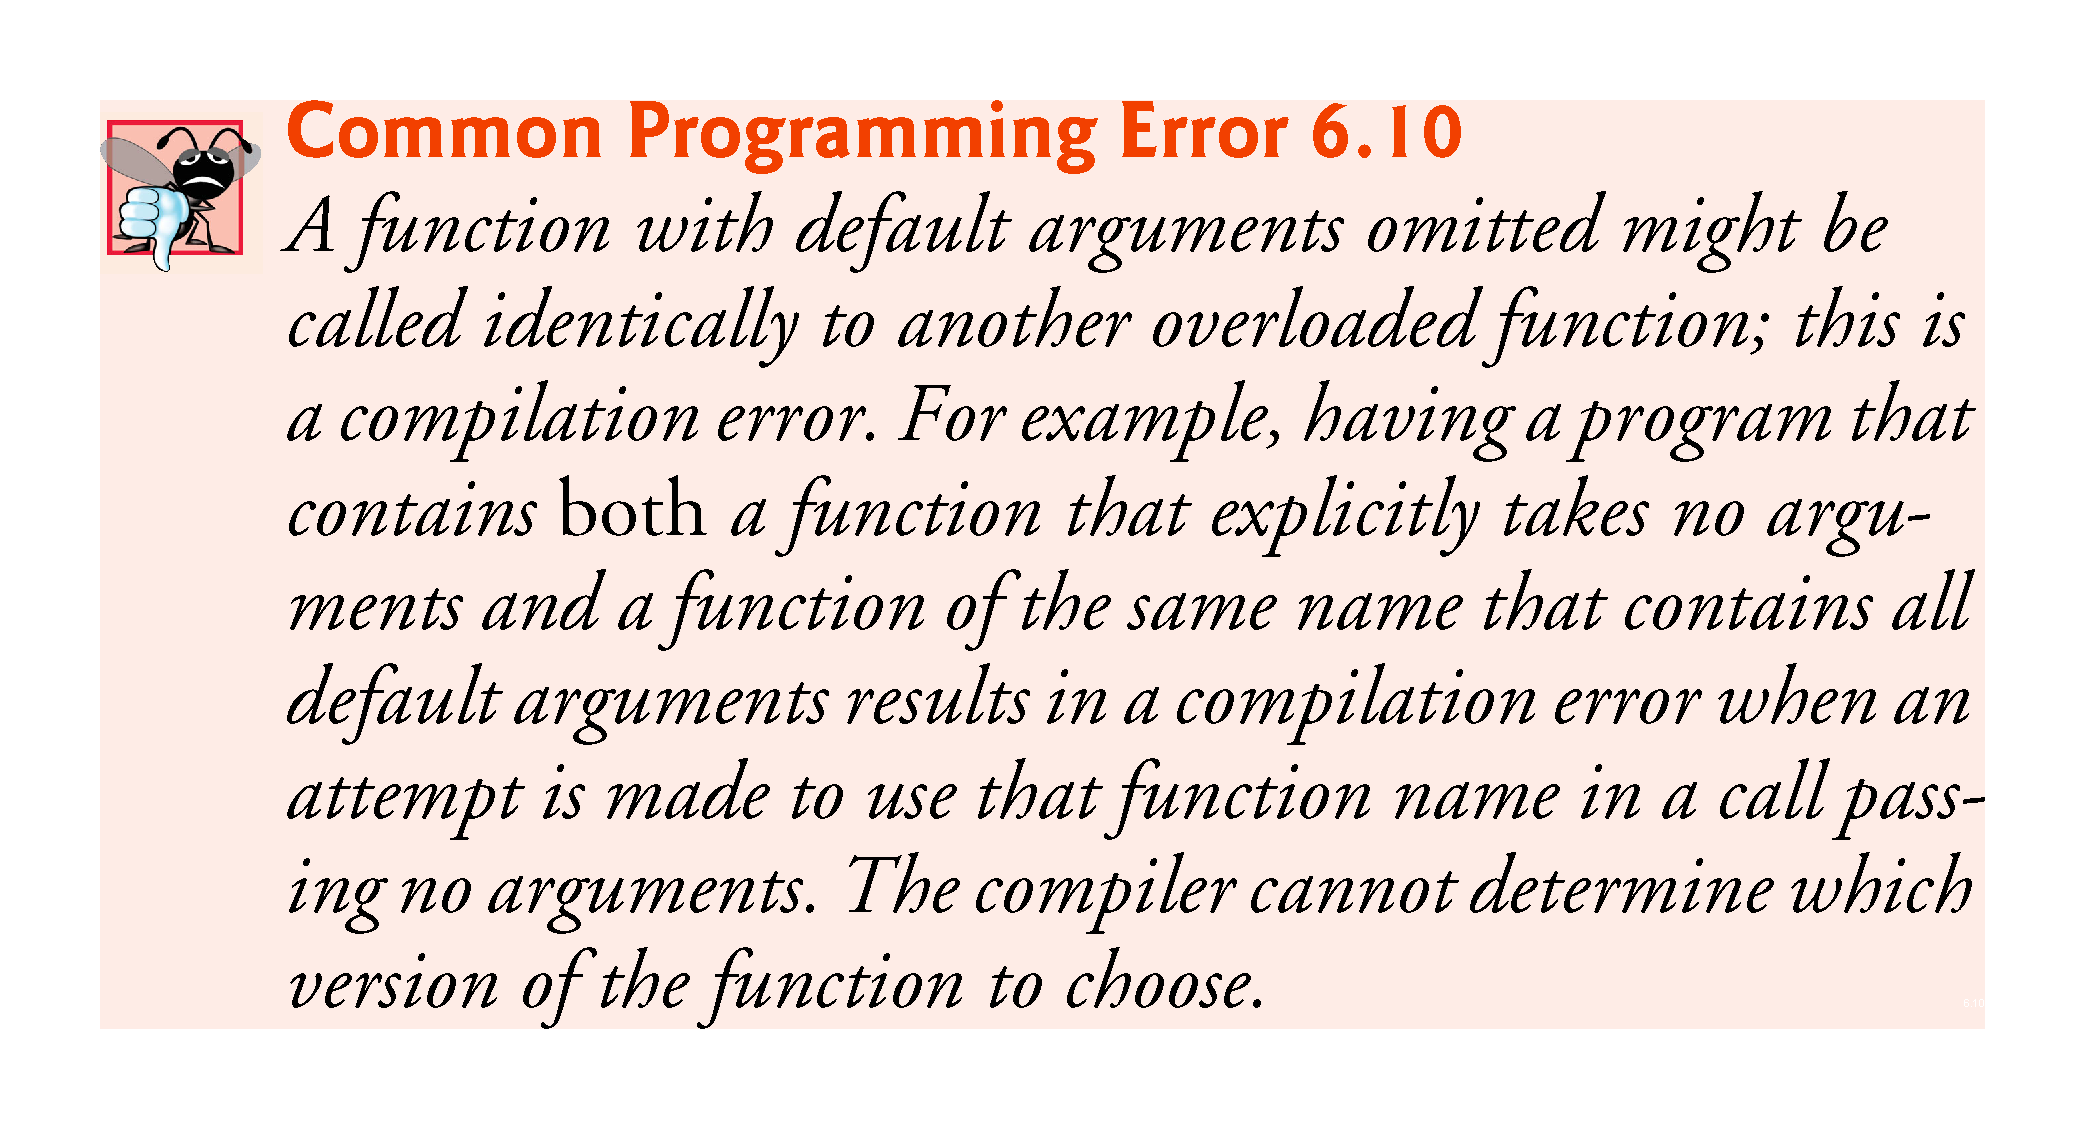 Common Programming Error 6.10
A function with default arguments omitted might be
called identically to another overloaded function; this is
a compilation error. For example, having a program that
contains both a function that explicitly takes no argu-
ments and a function of the same name that contains all
default arguments results in a compilation error when an
attempt is made to use that function name in a call pass-
ing no arguments. The compiler cannot determine which
version of the function to choose.
6.10